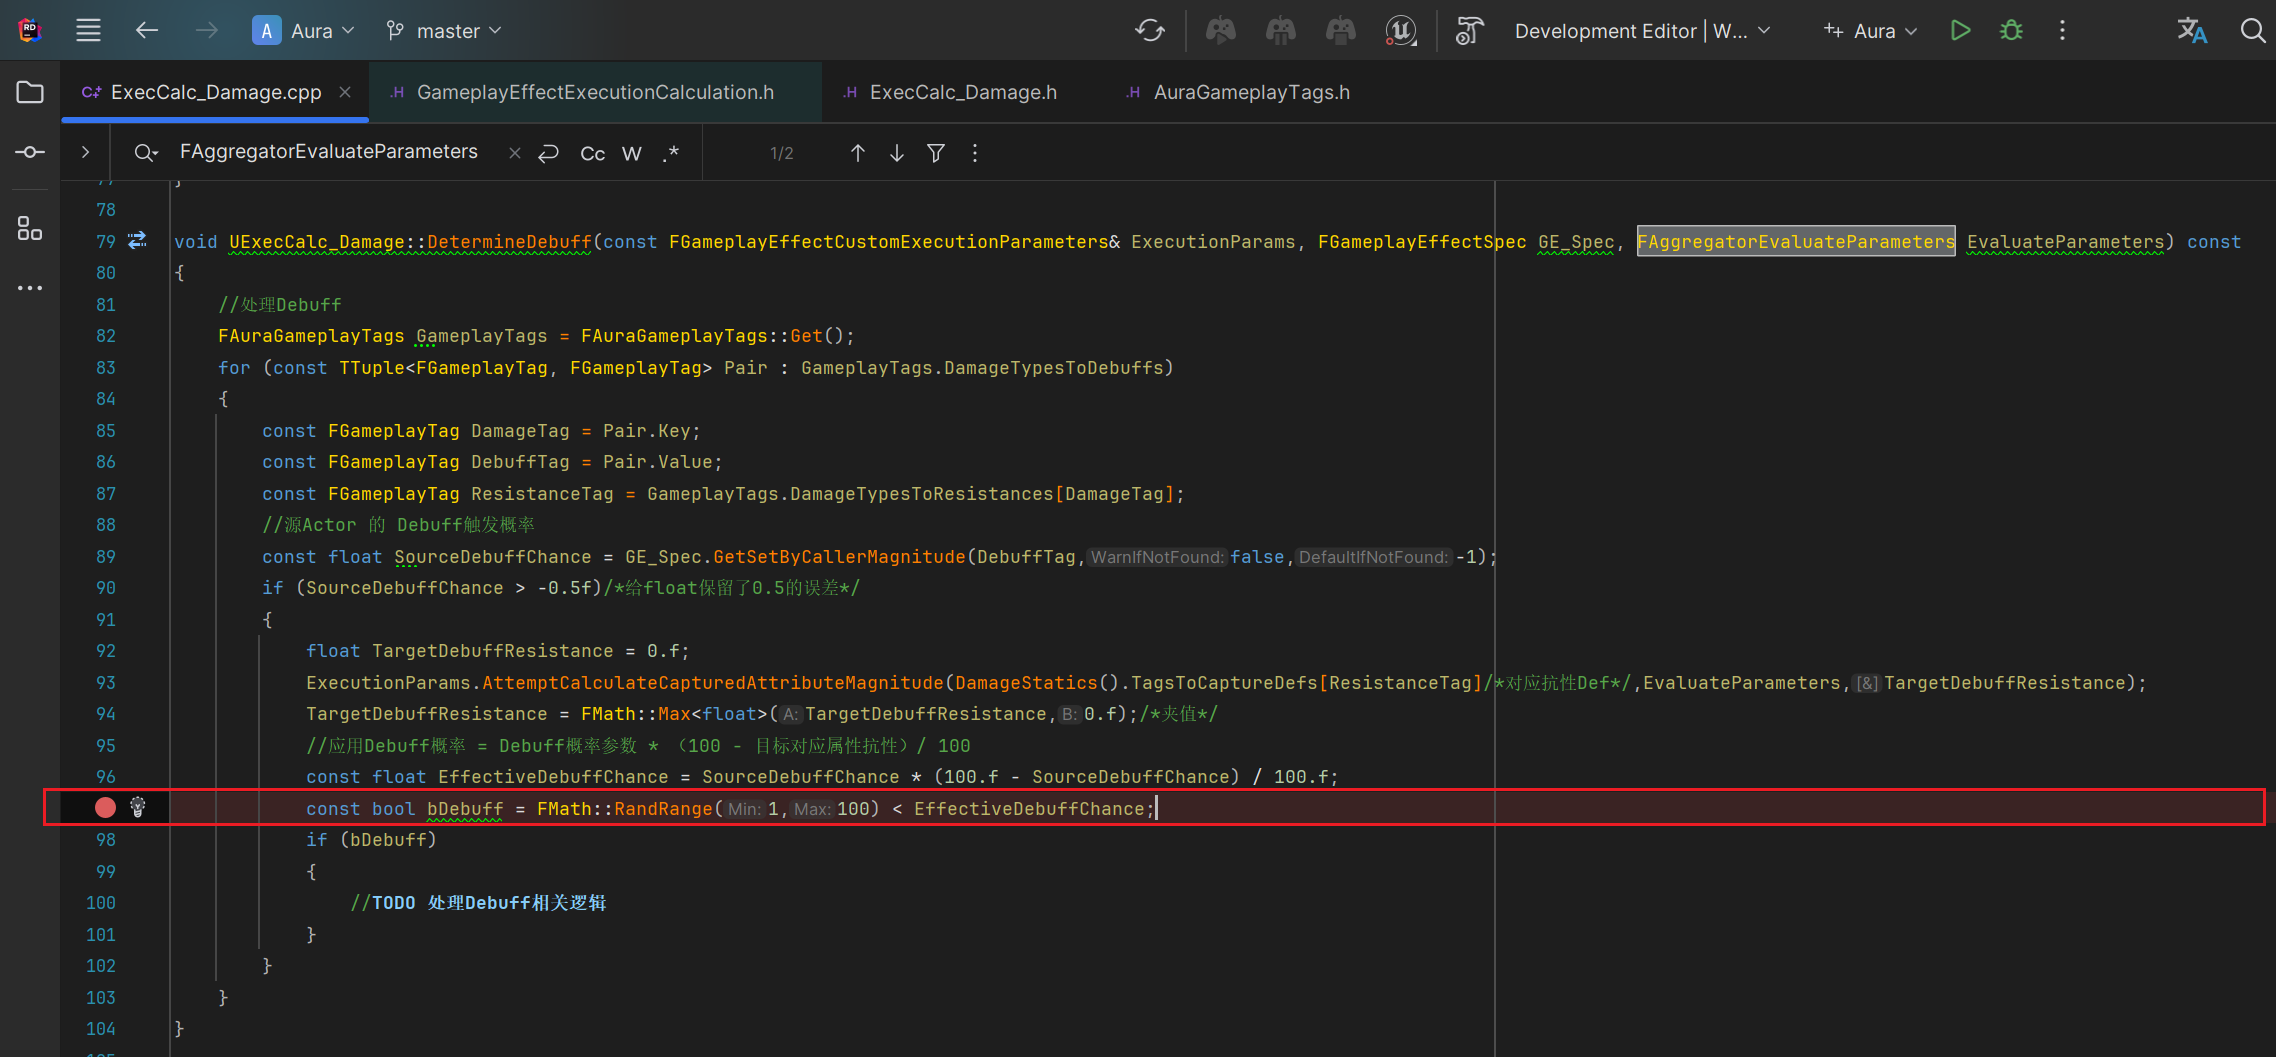 RD
A Aura master Development Editor | W... Aura
C++ ExecCalc_Damage.cpp .H GameplayEffectExecutionCalculation.h .H ExecCalc_Damage.h .H AuraGameplayTags.h
FAggregatorEvaluateParameters Cc W .* 1/2
78
79 void UExecCalc_Damage::DetermineDebuff(const FGameplayEffectCustomExecutionParameters& ExecutionParams, FGameplayEffectSpec GE_Spec, FAggregatorEvaluateParameters EvaluateParameters) const
80 {
81 //处理Debuff
82 FAuraGameplayTags GameplayTags = FAuraGameplayTags::Get();
83 for (const TTuple<FGameplayTag, FGameplayTag> Pair : GameplayTags.DamageTypesToDebuffs)
84 {
85 const FGameplayTag DamageTag = Pair.Key;
86 const FGameplayTag DebuffTag = Pair.Value;
87 const FGameplayTag ResistanceTag = GameplayTags.DamageTypesToResistances[DamageTag];
88 //源Actor 的 Debuff触发概率
89 const float SourceDebuffChance = GE_Spec.GetSetByCallerMagnitude(DebuffTag, WarnIfNotFound: false, DefaultIfNotFound: -1);
90 if (SourceDebuffChance > -0.5f)/*给float保留了0.5的误差*/
91 {
92 float TargetDebuffResistance = 0.f;
93 ExecutionParams.AttemptCalculateCapturedAttributeMagnitude(DamageStatics().TagsToCaptureDefs[ResistanceTag]/*对应抗性Def*/,EvaluateParameters,[&]TargetDebuffResistance);
94 TargetDebuffResistance = FMath::Max<float>( A: TargetDebuffResistance, B: 0.f);/*夹值*/
95 //应用Debuff概率 = Debuff概率参数 * （100 - 目标对应属性抗性）/ 100
96 const float EffectiveDebuffChance = SourceDebuffChance * (100.f - SourceDebuffChance) / 100.f;
const bool bDebuff = FMath::RandRange( Min: 1, Max: 100) < EffectiveDebuffChance;
98 if (bDebuff)
99 {
100 //TODO 处理Debuff相关逻辑
101 }
102 }
103 }
104 }